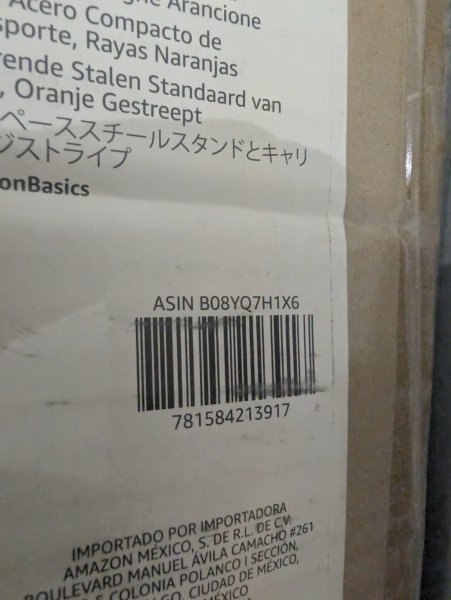 Arancione
Acero Compacto de
sporte, Rayas Naranjas
rende Stalen Standaard van
, Oranje Gestreept
ペーススチールスタンドとキャリ
ジストライプ
onBasics
ASIN B08YQ7H1X6
781584213917
IMPORTADO POR IMPORTADORA
AMAZON MÉXICO, S. DE R.L. DE C.V.
BOULEVARD MANUEL ÁVILA CAMACHO #261
COLONIA POLANCO I SECCIÓN,
CIUDAD DE MÉXICO,
MÉXICO